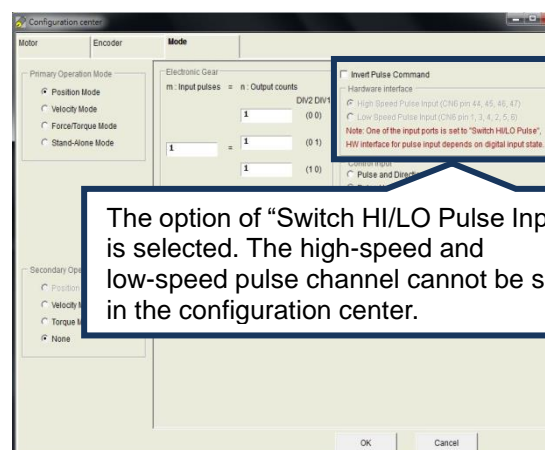 Configuration center
Motor Encoder Mode
Primary Operation Mode
Position Mode
Velocity Mode
Force/Torque Mode
Stand-Alone Mode
Electronic Gear
m : Input pulses = n : Output counts
DIV2 DIV1
1 (0 0)
1 = 1 (0 1)
1 (1 0)
Invert Pulse Command
Hardware interface
High Speed Pulse Input (CN6 pin 44, 45, 46, 47)
Low Speed Pulse Input (CN6 pin 1, 3, 4, 2, 5, 6)
Note: One of the input ports is set to "Switch HI/LO Pulse",
HW interface for pulse input depends on digital input state.
Control Input
Pulse and
The option of “Switch HI/LO Pulse
is selected. The high-speed and
low-speed pulse channel cannot be
in the configuration center.
Secondary
Position
Velocity
Torque
None
OK Cancel